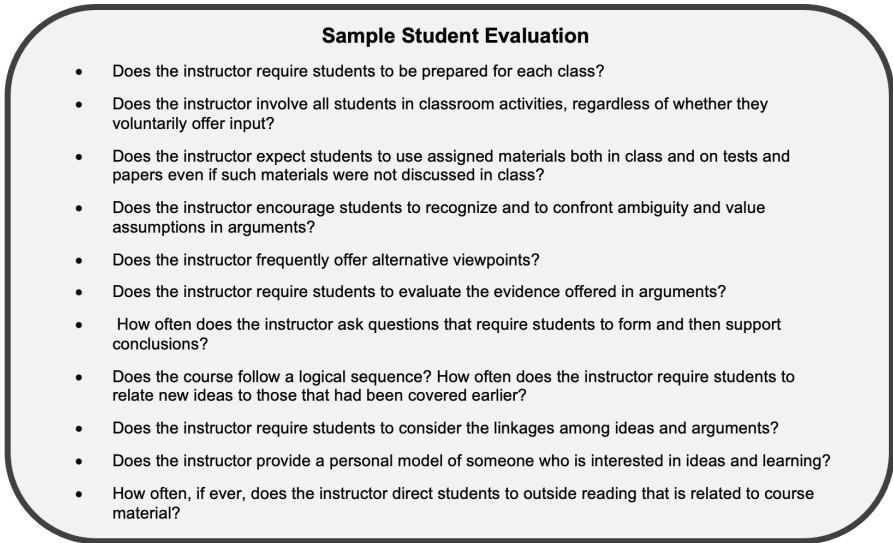 Sample Student Evaluation
• Does the instructor require students to be prepared for each class?
• Does the instructor involve all students in classroom activities, regardless of whether they
voluntarily offer input?
• Does the instructor expect students to use assigned materials both in class and on tests and
papers even if such materials were not discussed in class?
• Does the instructor encourage students to recognize and to confront ambiguity and value
assumptions in arguments?
• Does the instructor frequently offer alternative viewpoints?
• Does the instructor require students to evaluate the evidence offered in arguments?
• How often does the instructor ask questions that require students to form and then support
conclusions?
• Does the course follow a logical sequence? How often does the instructor require students to
relate new ideas to those that had been covered earlier?
• Does the instructor require students to consider the linkages among ideas and arguments?
• Does the instructor provide a personal model of someone who is interested in ideas and learning?
• How often, if ever, does the instructor direct students to outside reading that is related to course
material?